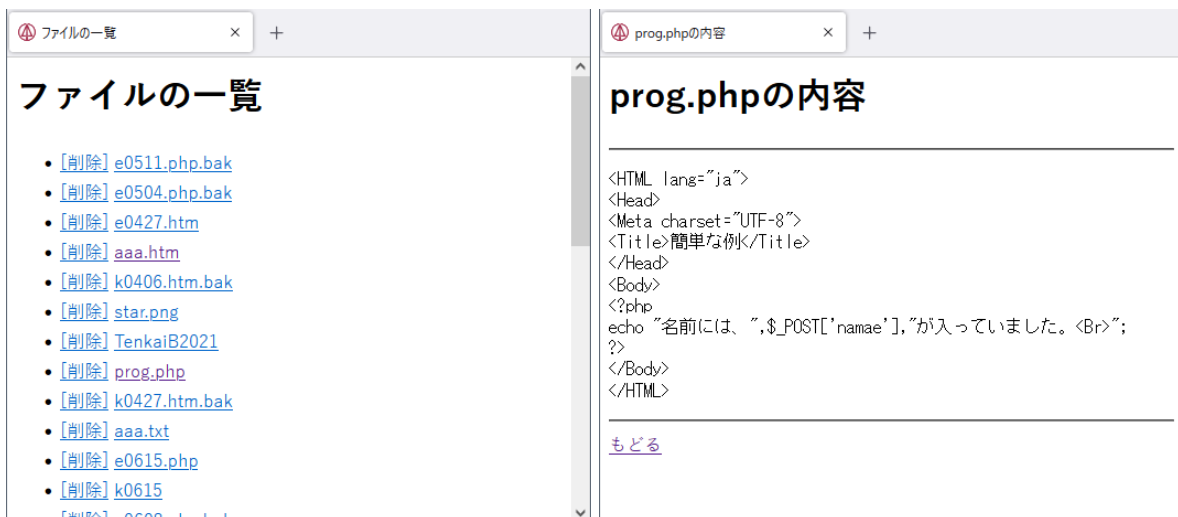 ファイルの一覧
ファイルの一覧
[削除] e0511.php.bak
[削除] e0504.php.bak
[削除] e0427.htm
[削除] aaa.htm
[削除] k0406.htm.bak
[削除] star.png
[削除] TenkaiB2021
[削除] prog.php
[削除] k0427.htm.bak
[削除] aaa.txt
[削除] e0615.php
[削除] k0615
prog.phpの内容
prog.phpの内容
<HTML lang="ja">
<Head>
<Meta charset="UTF-8">
<Title>簡単な例</Title>
</Head>
<Body>
<?php
echo "名前には、",$_POST['namae'],"が入っていました。<Br>";
?>
</Body>
</HTML>
もどる